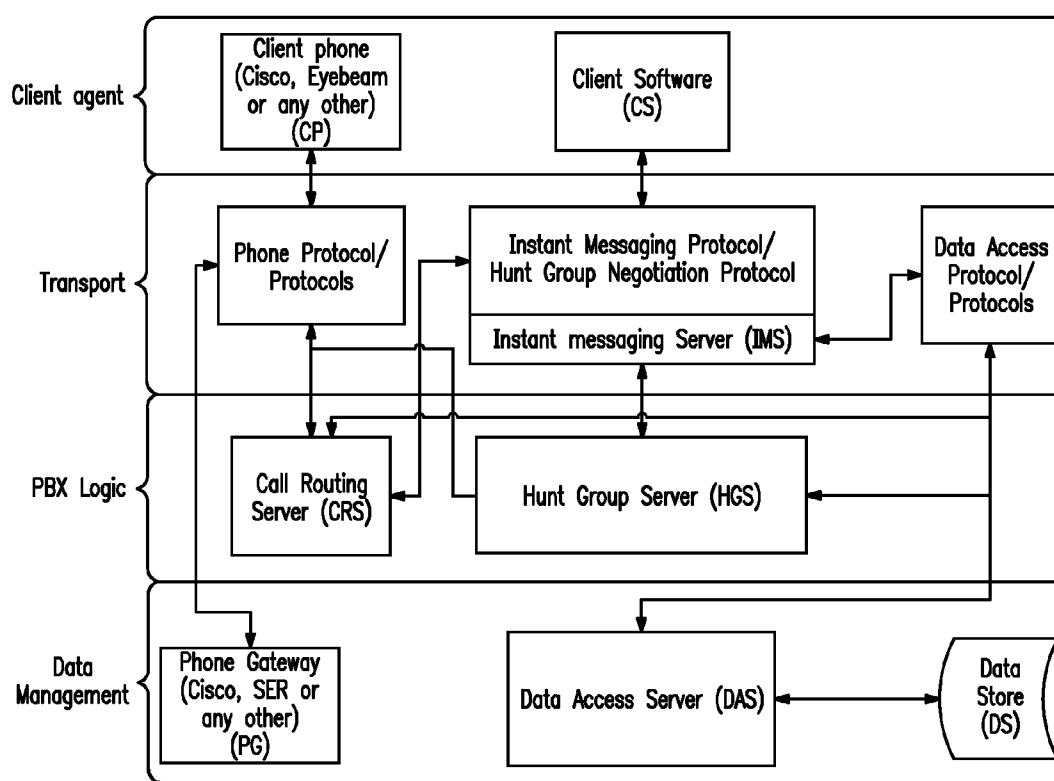 Client agent
Client phone
(Cisco, Eyebeam
or any other)
(CP)
Client Software
(CS)
Transport
Phone Protocol/
Protocols
Instant Messaging Protocol/
Hunt Group Negotiation Protocol
Instant messaging Server (IMS)
Data Access
Protocol/
Protocols
PBX Logic
Call Routing
Server (CRS)
Hunt Group Server (HGS)
Data
Management
Phone Gateway
(Cisco, SER or
any other)
(PG)
Data Access Server (DAS)
Data
Store
(DS)